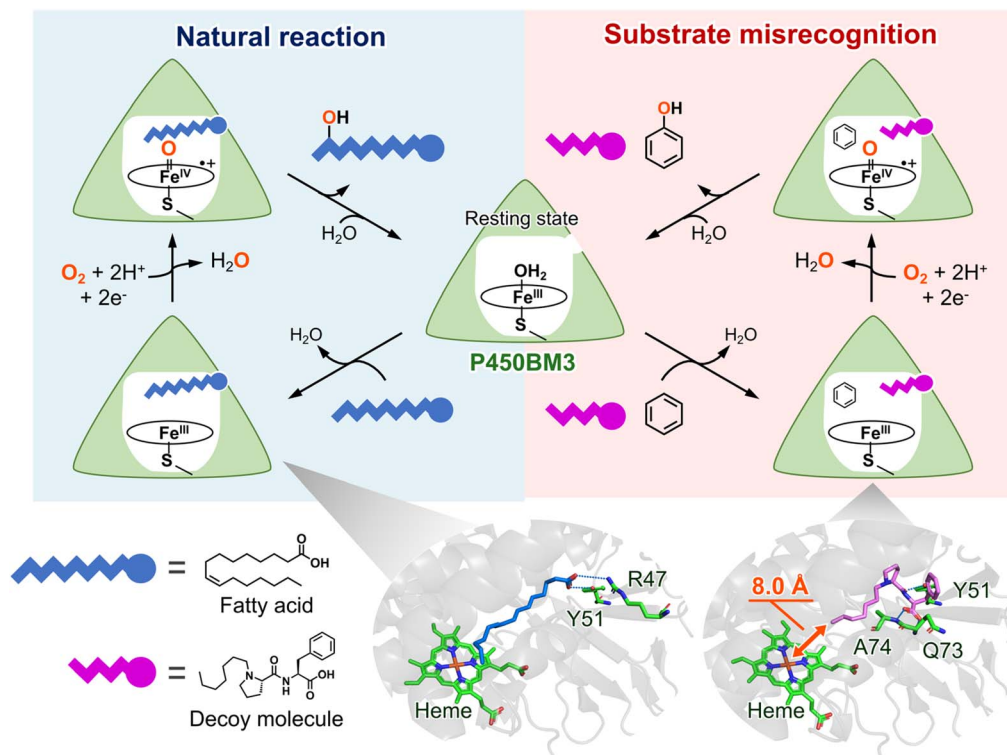 Natural reaction
Substrate misrecognition
O
Fe^IV •+
S
OH
H₂O
O₂ + 2H⁺
+ 2e⁻
H₂O
Fe^III
S
H₂O
Resting state
OH₂
Fe^III
S
P450BM3
OH
H₂O
H₂O
O
Fe^IV •+
S
H₂O
O₂ + 2H⁺
+ 2e⁻
Fe^III
S
=
O
OH
Fatty acid
=
N
O
N
H
O
OH
Decoy molecule
R47
Y51
Heme
8.0 Å
Y51
A74
Q73
Heme